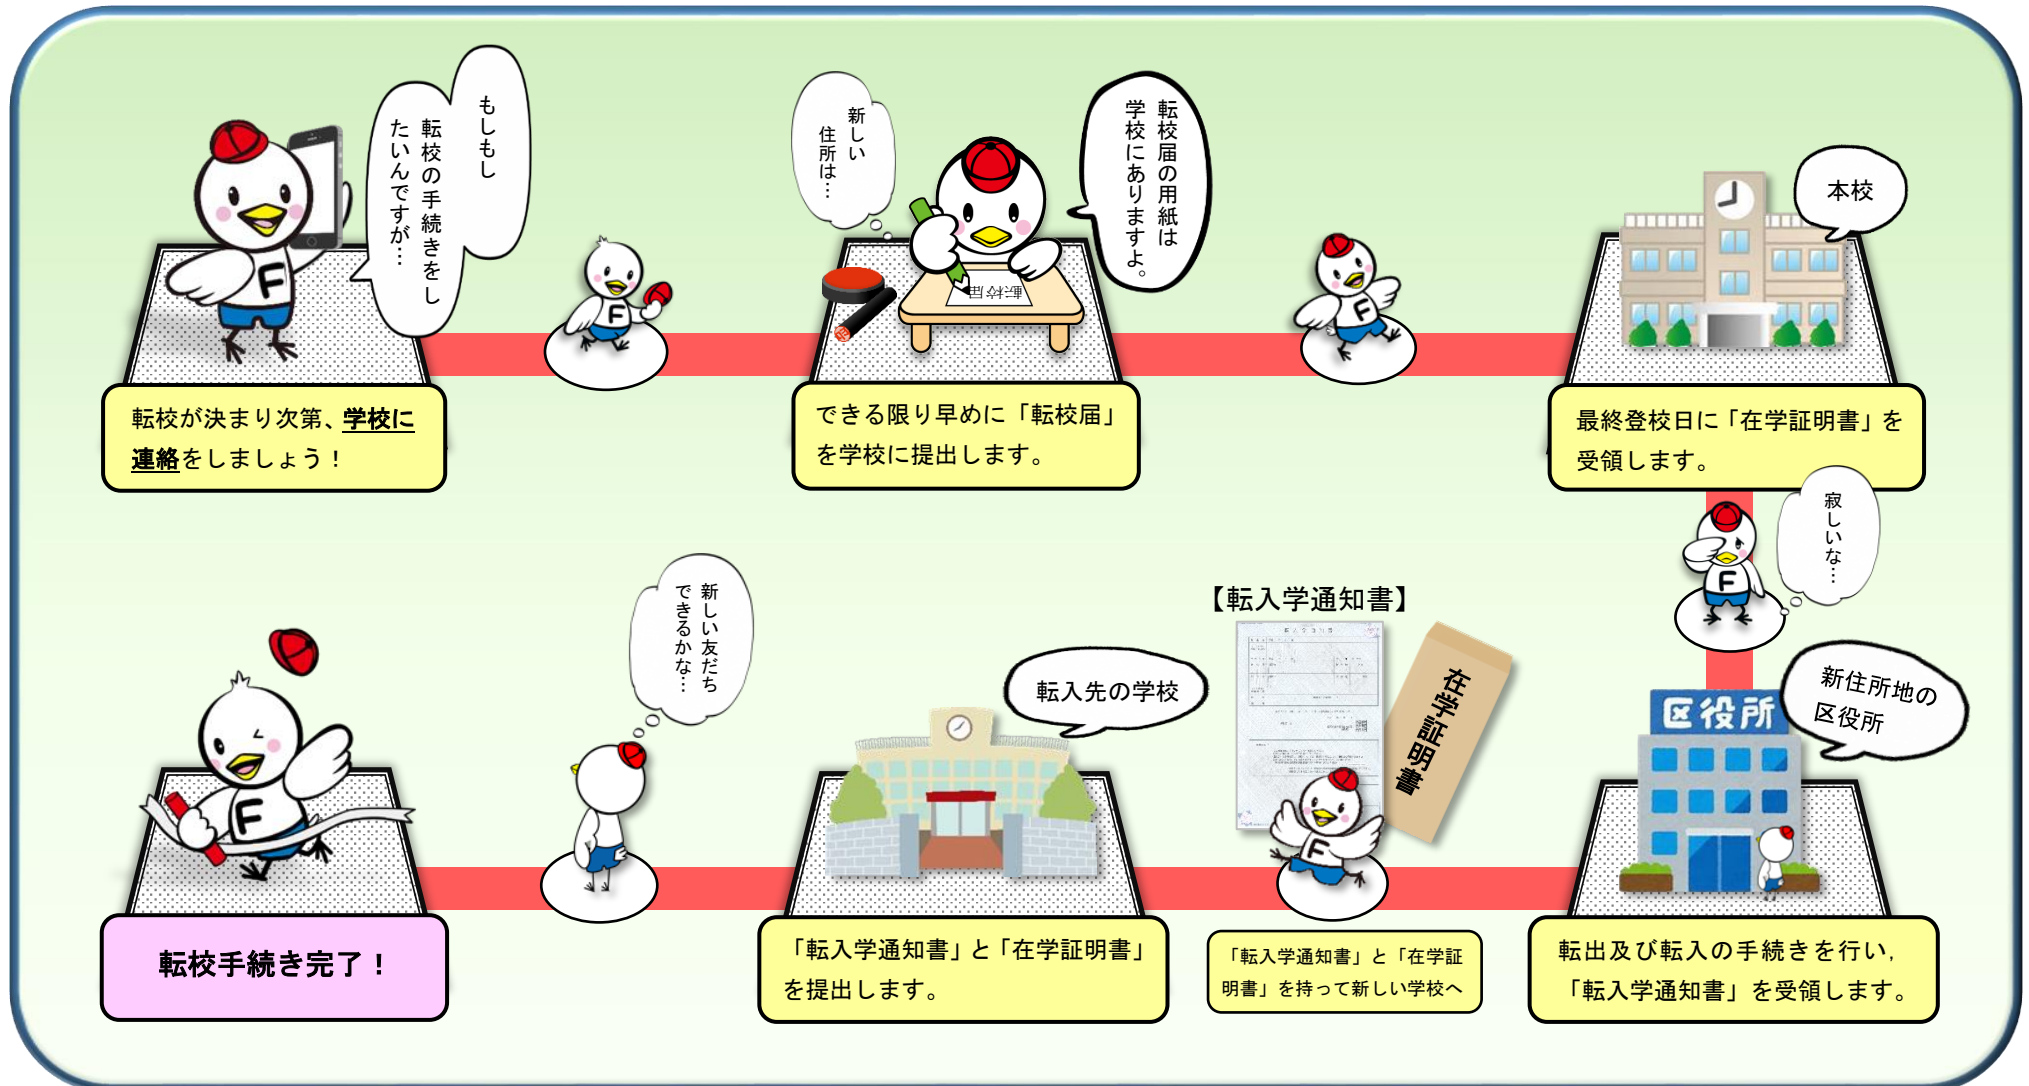 もしもし
転校の手続きをし
たいんですが…
F
転校が決まり次第、学校に
連絡をしましょう！
F
新しい
住所は…
転校届の用紙は
学校にありますよ。
転校届
できる限り早めに「転校届」
を学校に提出します。
F
本校
最終登校日に「在学証明書」を
受領します。
寂しいな…
F
新住所地の
区役所
区役所
転出及び転入の手続きを行い，
「転入学通知書」を受領します。
【転入学通知書】
在学証明書
F
「転入学通知書」と「在学証
明書」を持って新しい学校へ
転入先の学校
「転入学通知書」と「在学証明書」
を提出します。
新しい友だち
できるかな…
F
転校手続き完了！